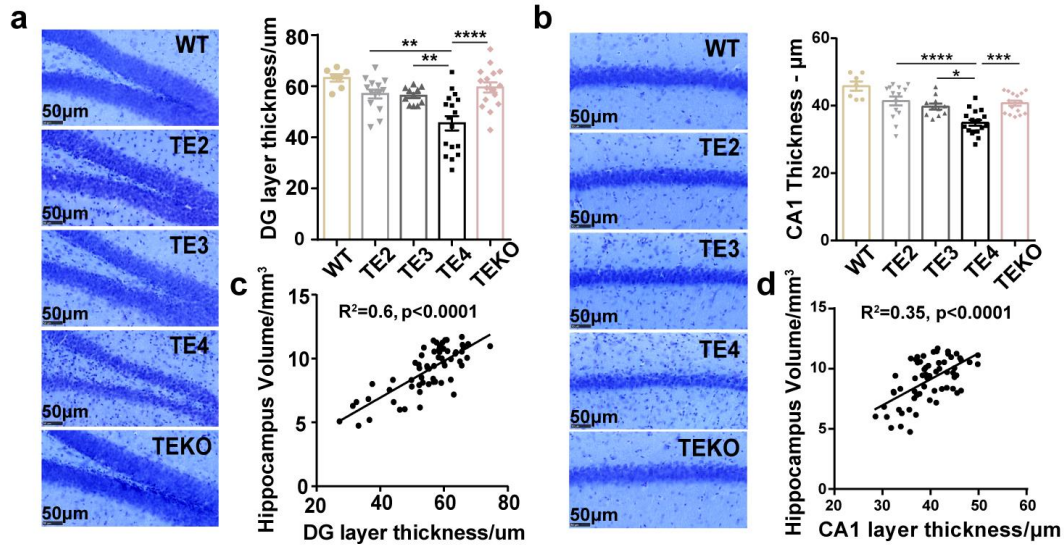 a
WT
50μm
TE2
50μm
TE3
50μm
TE4
50μm
TEKO
50μm
DG layer thickness/um
80
60
40
20
0
** ****
**
WT TE2 TE3 TE4 TEKO
c
Hippocampus Volume/mm³
15
10
5
0
R²=0.6, p<0.0001
20 40 60 80
DG layer thickness/um
b
WT
50μm
TE2
50μm
TE3
50μm
TE4
50μm
TEKO
50μm
CA1 Thickness - μm
60
40
20
0
**** ***
*
WT TE2 TE3 TE4 TEKO
d
Hippocampus Volume/mm³
15
10
5
0
R²=0.35, p<0.0001
20 30 40 50 60
CA1 layer thickness/μm